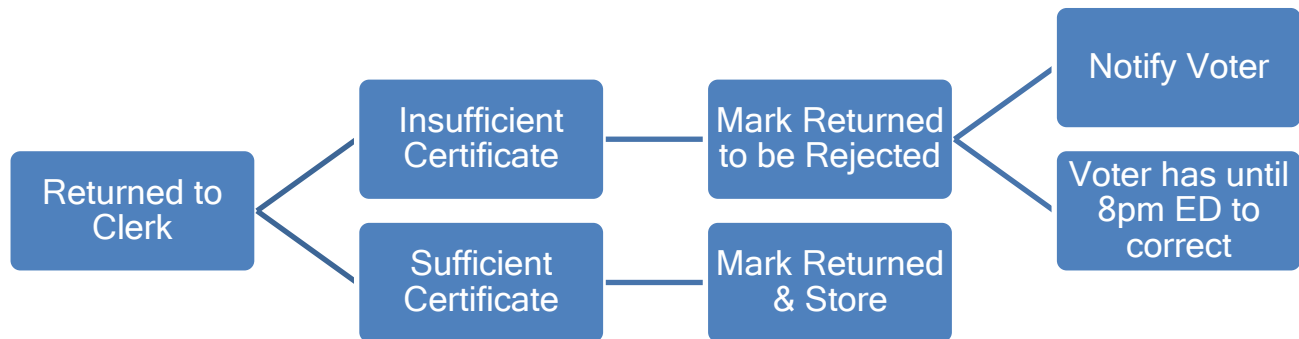 Returned to
Clerk
Insufficient
Certificate
Mark Returned
to be Rejected
Notify Voter
Voter has until
8pm ED to
correct
Sufficient
Certificate
Mark Returned
& Store